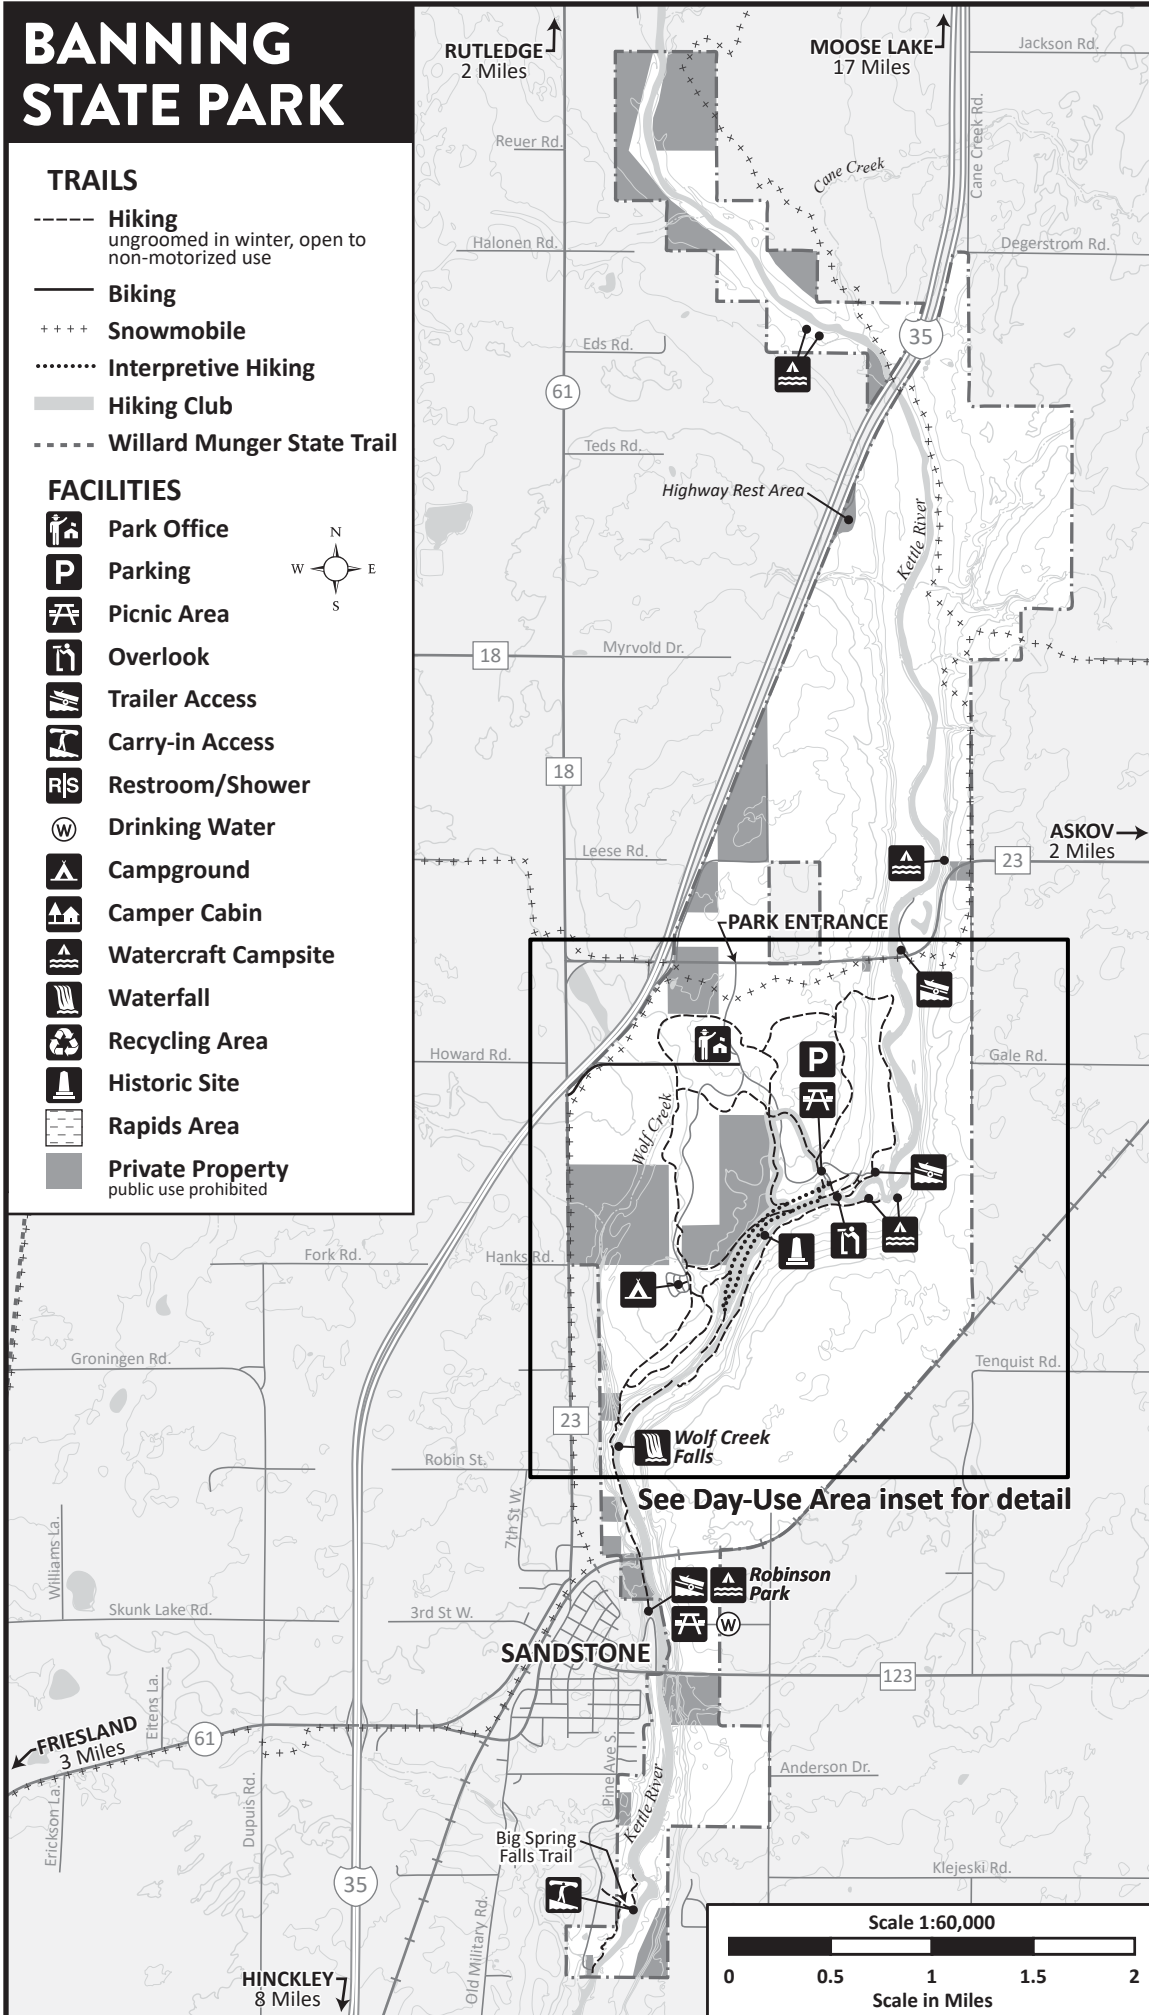 BANNING
STATE PARK
TRAILS
Hiking
ungroomed in winter, open to
non-motorized use
Biking
Snowmobile
Interpretive Hiking
Hiking Club
Willard Munger State Trail
FACILITIES
Park Office
P
Parking
Picnic Area
Overlook
Trailer Access
Carry-in Access
R|S
Restroom/Shower
W
Drinking Water
Campground
Camper Cabin
Watercraft Campsite
Waterfall
Recycling Area
Historic Site
Rapids Area
Private Property
public use prohibited
N
W
E
S
RUTLEDGE
2 Miles
MOOSE LAKE
17 Miles
Jackson Rd.
Reuer Rd.
Cane Creek Rd.
Cane Creek
Halonen Rd.
Degerstrom Rd.
Eds Rd.
35
61
Teds Rd.
Highway Rest Area
Kettle River
18
Myrvold Dr.
18
Leese Rd.
ASKOV
2 Miles
23
PARK ENTRANCE
Howard Rd.
P
Gale Rd.
Wolf Creek
Fork Rd.
Hanks Rd.
Groningen Rd.
Tenquist Rd.
23
Wolf Creek
Falls
Robin St.
See Day-Use Area inset for detail
7th St W.
Williams La.
Robinson
Park
W
Skunk Lake Rd.
3rd St W.
SANDSTONE
123
Eitens La.
61
FRIESLAND
3 Miles
Pine Ave S.
Anderson Dr.
Kettle River
Erickson La.
Dupuis Rd.
Big Spring
Falls Trail
Klejeski Rd.
35
Old Military Rd.
HINCKLEY
8 Miles
Scale 1:60,000
0
0.5
1
1.5
2
Scale in Miles